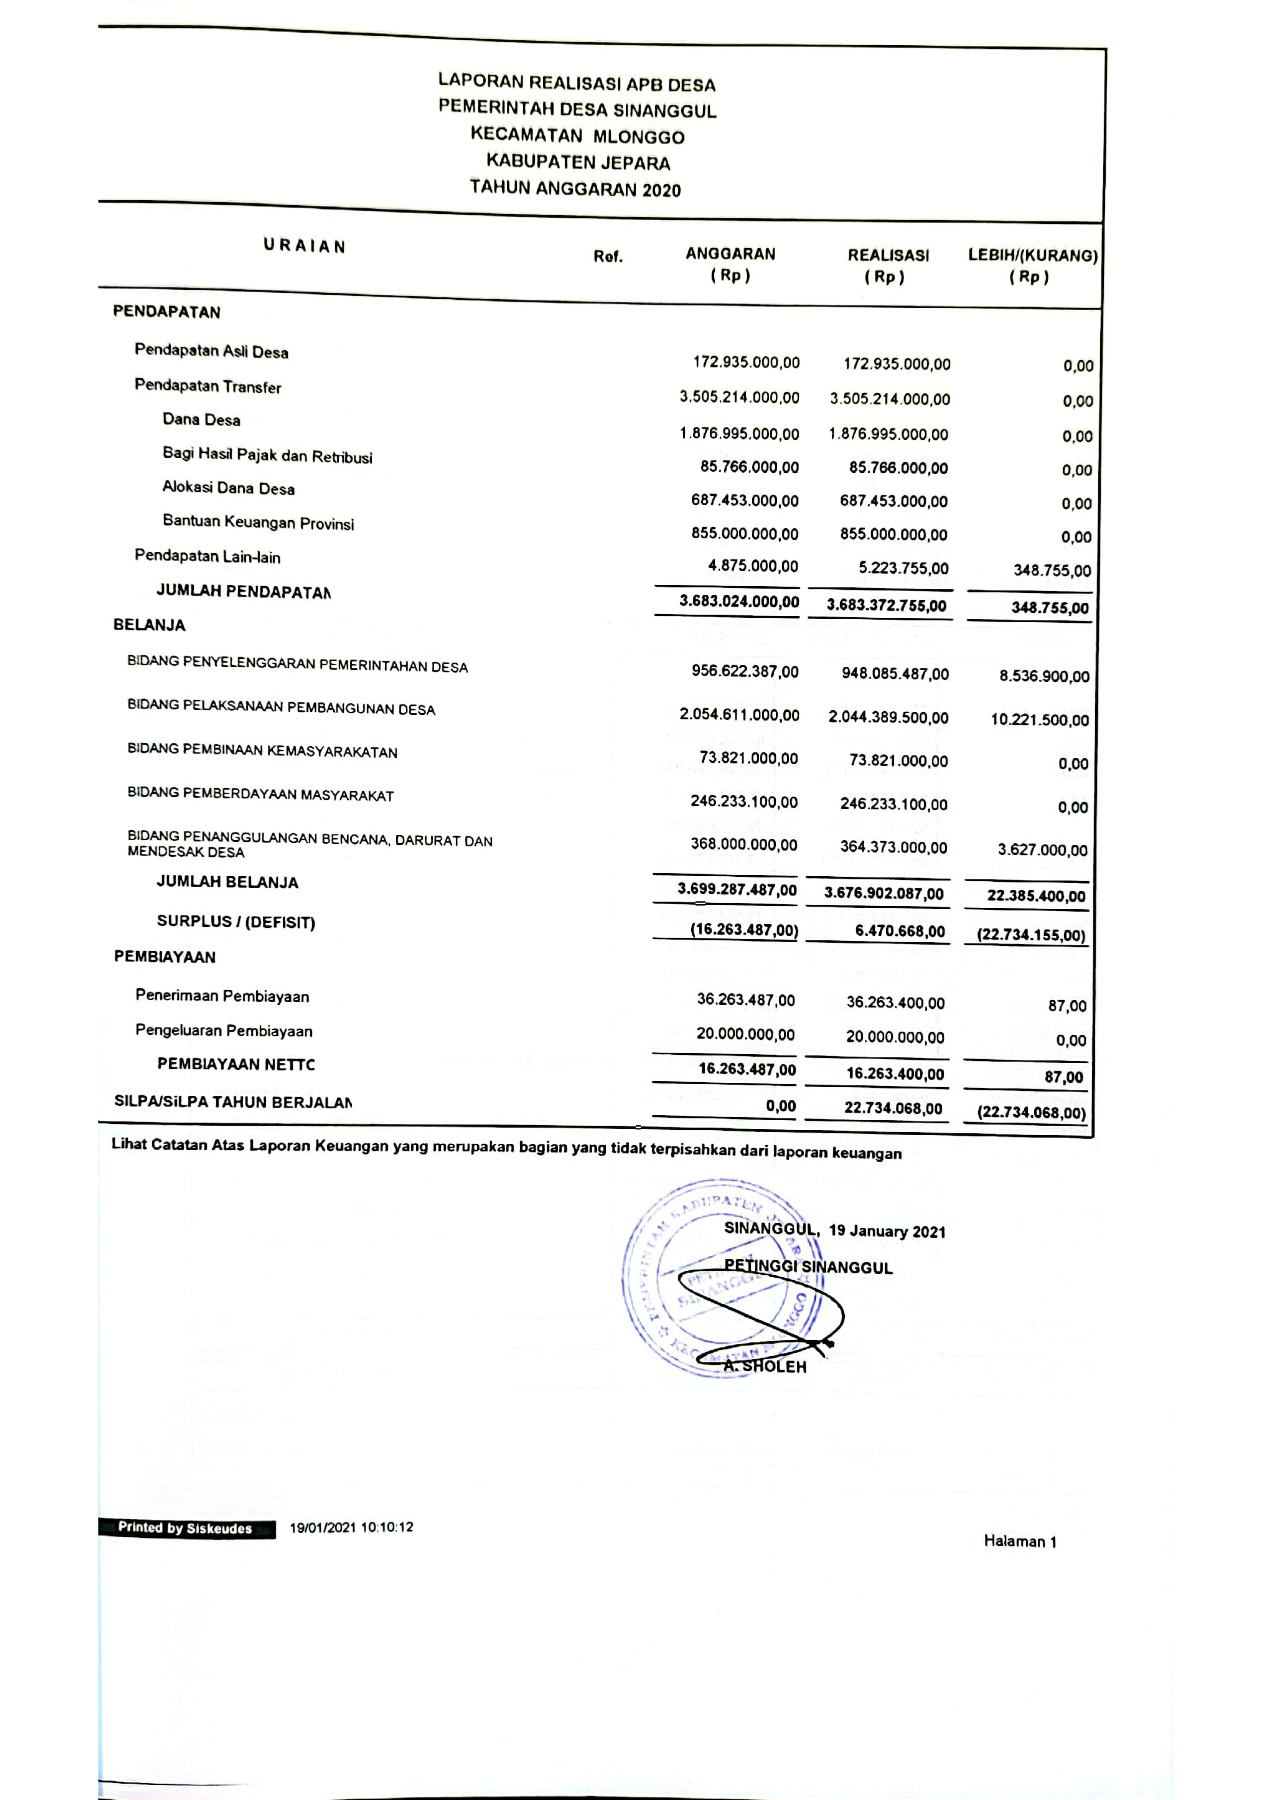 LAPORAN REALISASI APB DESA
PEMERINTAH DESA SINANGGUL
KECAMATAN MLONGGO
KABUPATEN JEPARA
TAHUN ANGGARAN 2020
URAIAN Ref. ANGGARAN REALISASI LEBIH/(KURANG)
( Rp ) ( Rp ) ( Rp )
PENDAPATAN
Pendapatan Asli Desa 172.935.000,00 172.935.000,00 0,00
Pendapatan Transfer 3.505.214.000,00 3.505.214.000,00 0,00
Dana Desa 1.876.995.000,00 1.876.995.000,00 0,00
Bagi Hasil Pajak dan Retribusi 85.766.000,00 85.766.000,00 0,00
Alokasi Dana Desa 687.453.000,00 687.453.000,00 0,00
Bantuan Keuangan Provinsi 855.000.000,00 855.000.000,00 0,00
Pendapatan Lain-lain 4.875.000,00 5.223.755,00 348.755,00
JUMLAH PENDAPATAN 3.683.024.000,00 3.683.372.755,00 348.755,00
BELANJA
BIDANG PENYELENGGARAN PEMERINTAHAN DESA 956.622.387,00 948.085.487,00 8.536.900,00
BIDANG PELAKSANAAN PEMBANGUNAN DESA 2.054.611.000,00 2.044.389.500,00 10.221.500,00
BIDANG PEMBINAAN KEMASYARAKATAN 73.821.000,00 73.821.000,00 0,00
BIDANG PEMBERDAYAAN MASYARAKAT 246.233.100,00 246.233.100,00 0,00
BIDANG PENANGGULANGAN BENCANA, DARURAT DAN 368.000.000,00 364.373.000,00 3.627.000,00
MENDESAK DESA
JUMLAH BELANJA 3.699.287.487,00 3.676.902.087,00 22.385.400,00
SURPLUS / (DEFISIT) (16.263.487,00) 6.470.668,00 (22.734.155,00)
PEMBIAYAAN
Penerimaan Pembiayaan 36.263.487,00 36.263.400,00 87,00
Pengeluaran Pembiayaan 20.000.000,00 20.000.000,00 0,00
PEMBIAYAAN NETTC 16.263.487,00 16.263.400,00 87,00
SILPA/SiLPA TAHUN BERJALAN 0,00 22.734.068,00 (22.734.068,00)
Lihat Catatan Atas Laporan Keuangan yang merupakan bagian yang tidak terpisahkan dari laporan keuangan
PEMERINTAH KABUPATEN JEPARA
KECAMATAN MLONGGO
PETINGGI
SINANGGUL
SINANGGUL, 19 January 2021
PETINGGI SINANGGUL
A. SHOLEH
Printed by Siskeudes 19/01/2021 10:10:12
Halaman 1